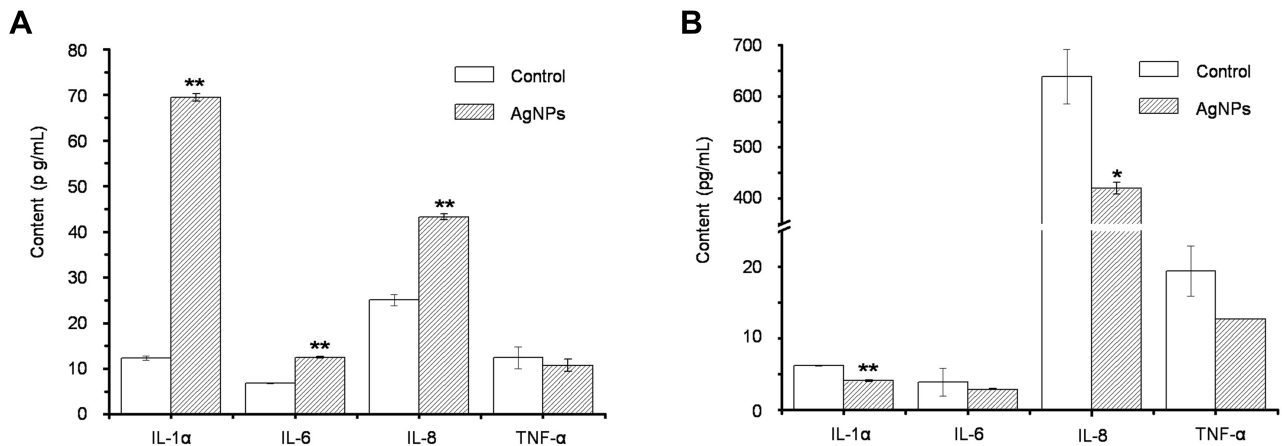 A
Content (p g/mL)
80
70
60
50
40
30
20
10
0
**
**
**
Control
AgNPs
IL-1α
IL-6
IL-8
TNF-α
B
Content (pg/mL)
700
600
500
400
20
10
0
**
*
Control
AgNPs
IL-1α
IL-6
IL-8
TNF-α